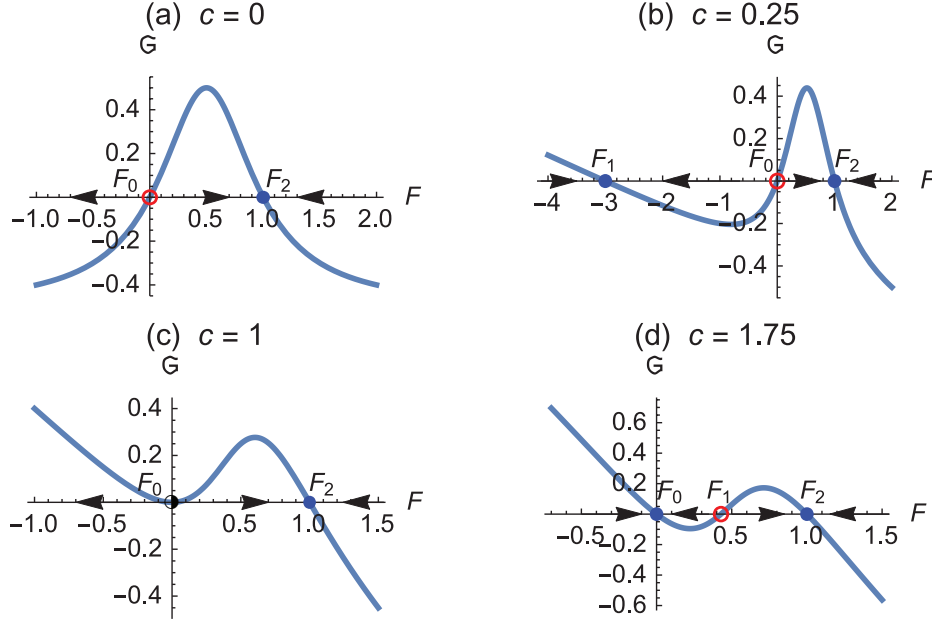 (a) c = 0
G
0.4
0.2
F₀ F₂
F
−1.0 −0.5 0.5 1.0 1.5 2.0
−0.2
−0.4
(b) c = 0.25
G
0.4
0.2
F₁ F₀ F₂
F
−4 −3 −2 −1 1 2
−0.2
−0.4
(c) c = 1
G
0.4
0.2
F₀ F₂
F
−1.0 −0.5 0.5 1.0 1.5
−0.2
−0.4
(d) c = 1.75
G
0.6
0.4
0.2
F₀ F₁ F₂
F
−0.5 0.5 1.0 1.5
−0.2
−0.4
−0.6